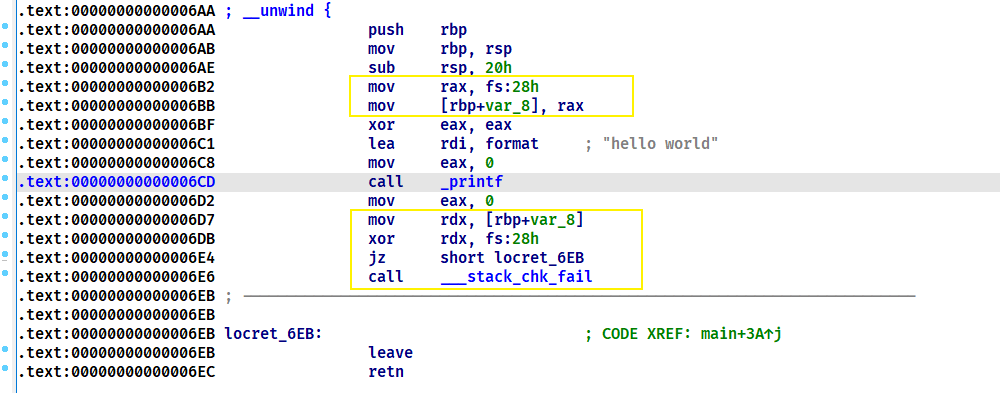 .text:00000000000006AA ; __unwind {
.text:00000000000006AA push rbp
.text:00000000000006AB mov rbp, rsp
.text:00000000000006AE sub rsp, 20h
.text:00000000000006B2 mov rax, fs:28h
.text:00000000000006BB mov [rbp+var_8], rax
.text:00000000000006BF xor eax, eax
.text:00000000000006C1 lea rdi, format ; "hello world"
.text:00000000000006C8 mov eax, 0
.text:00000000000006CD call _printf
.text:00000000000006D2 mov eax, 0
.text:00000000000006D7 mov rdx, [rbp+var_8]
.text:00000000000006DB xor rdx, fs:28h
.text:00000000000006E4 jz short locret_6EB
.text:00000000000006E6 call ___stack_chk_fail
.text:00000000000006EB ; ---------------------------------------------------------------------------
.text:00000000000006EB
.text:00000000000006EB locret_6EB: ; CODE XREF: main+3A↑j
.text:00000000000006EB leave
.text:00000000000006EC retn